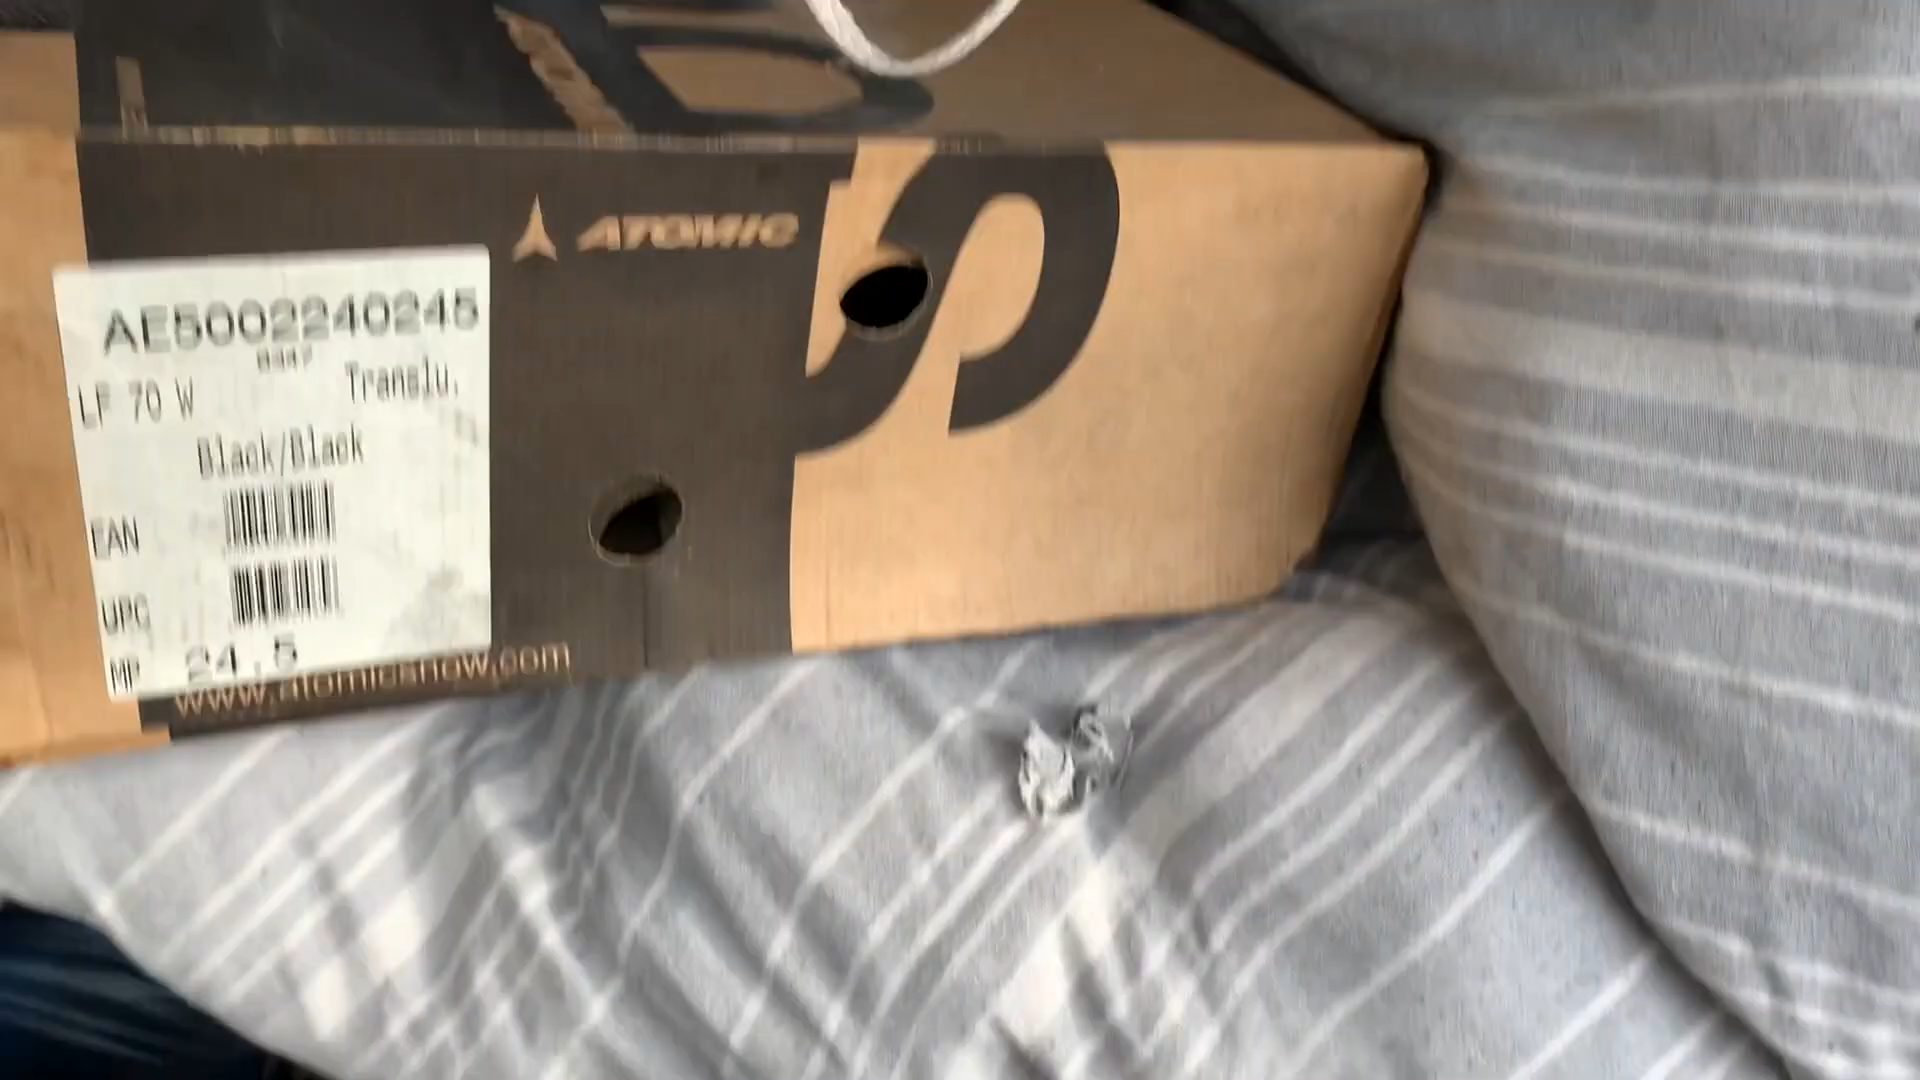 ATOMIC
AE5002240245
LF 70 W Translu.
Black/Black
EAN
UPC
MP 24.5
www.atomicsnow.com